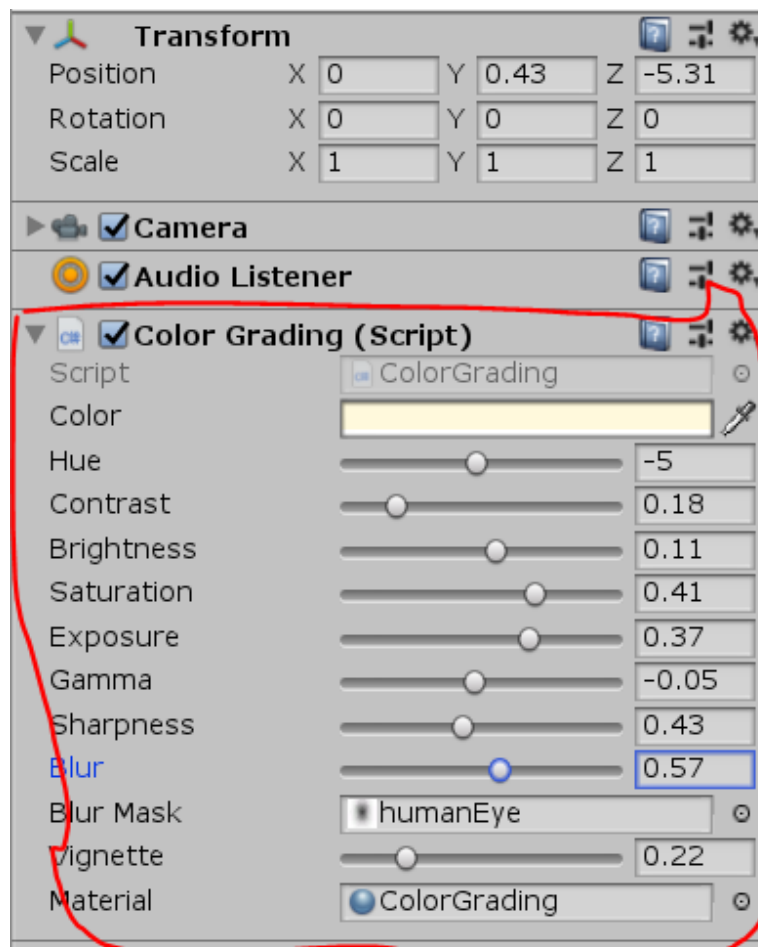 Transform
Position X 0 Y 0.43 Z -5.31
Rotation X 0 Y 0 Z 0
Scale X 1 Y 1 Z 1
Camera
Audio Listener
C# Color Grading (Script)
Script ColorGrading
Color
Hue -5
Contrast 0.18
Brightness 0.11
Saturation 0.41
Exposure 0.37
Gamma -0.05
Sharpness 0.43
Blur 0.57
Blur Mask humanEye
Vignette 0.22
Material ColorGrading